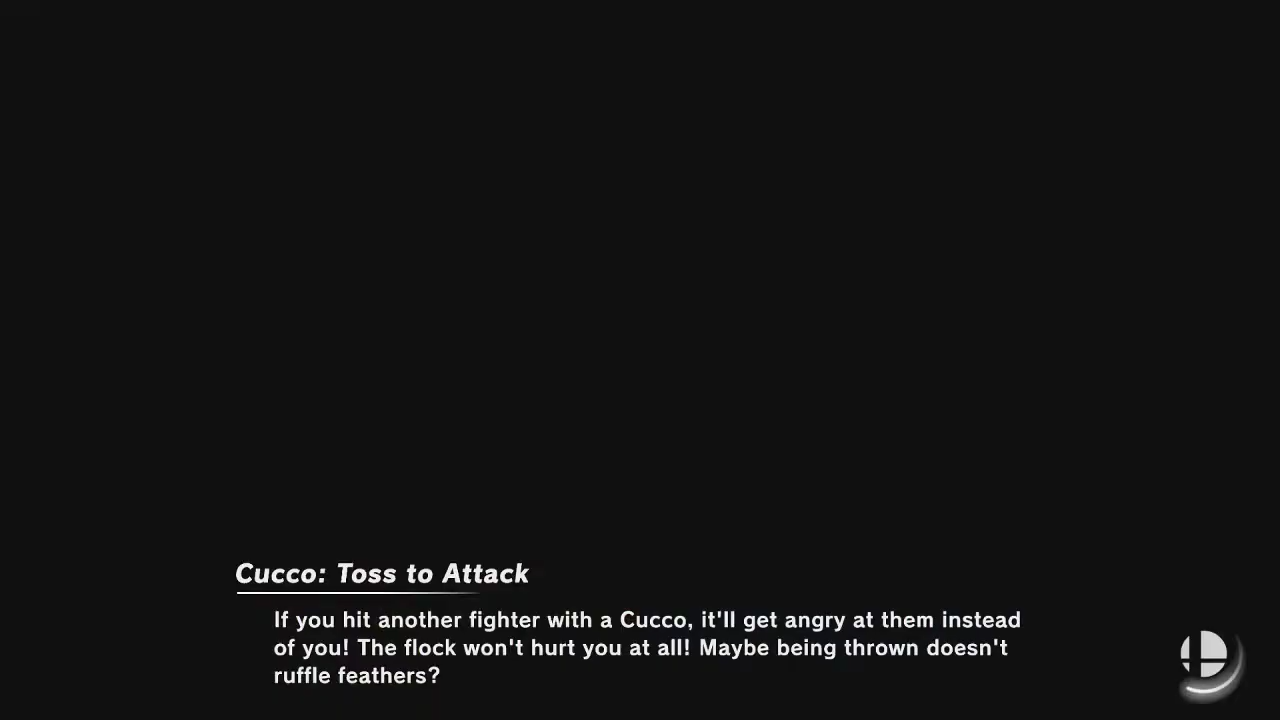 Cucco: Toss to Attack
If you hit another fighter with a Cucco, it'll get angry at them instead
of you! The flock won't hurt you at all! Maybe being thrown doesn't
ruffle feathers?